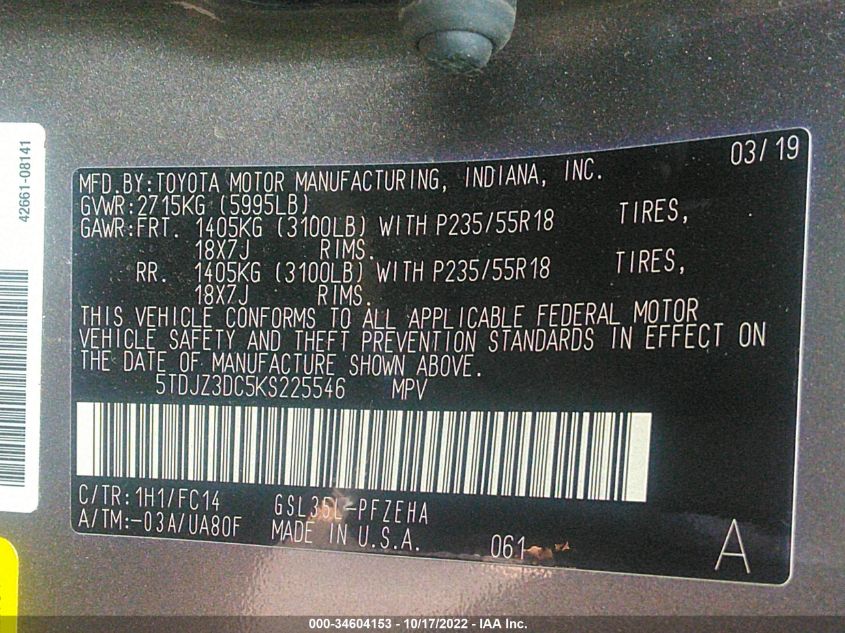 42661-08141
03/19
MFD.BY:TOYOTA MOTOR MANUFACTURING, INDIANA, INC.
GVWR:2715KG (5995LB)
GAWR:FRT. 1405KG (3100LB) WITH P235/55R18 TIRES,
18X7J RIMS.
RR. 1405KG (3100LB) WITH P235/55R18 TIRES,
18X7J RIMS.
THIS VEHICLE CONFORMS TO ALL APPLICABLE FEDERAL MOTOR
VEHICLE SAFETY AND THEFT PREVENTION STANDARDS IN EFFECT ON
THE DATE OF MANUFACTURE SHOWN ABOVE.
5TDJZ3DC5KS225546 MPV
C/TR:1H1/FC14 GSL35L-PFZEHA
A/TM:-03A/UA80F MADE IN U.S.A. 061 A
000-34604153 - 10/17/2022 - IAA Inc.